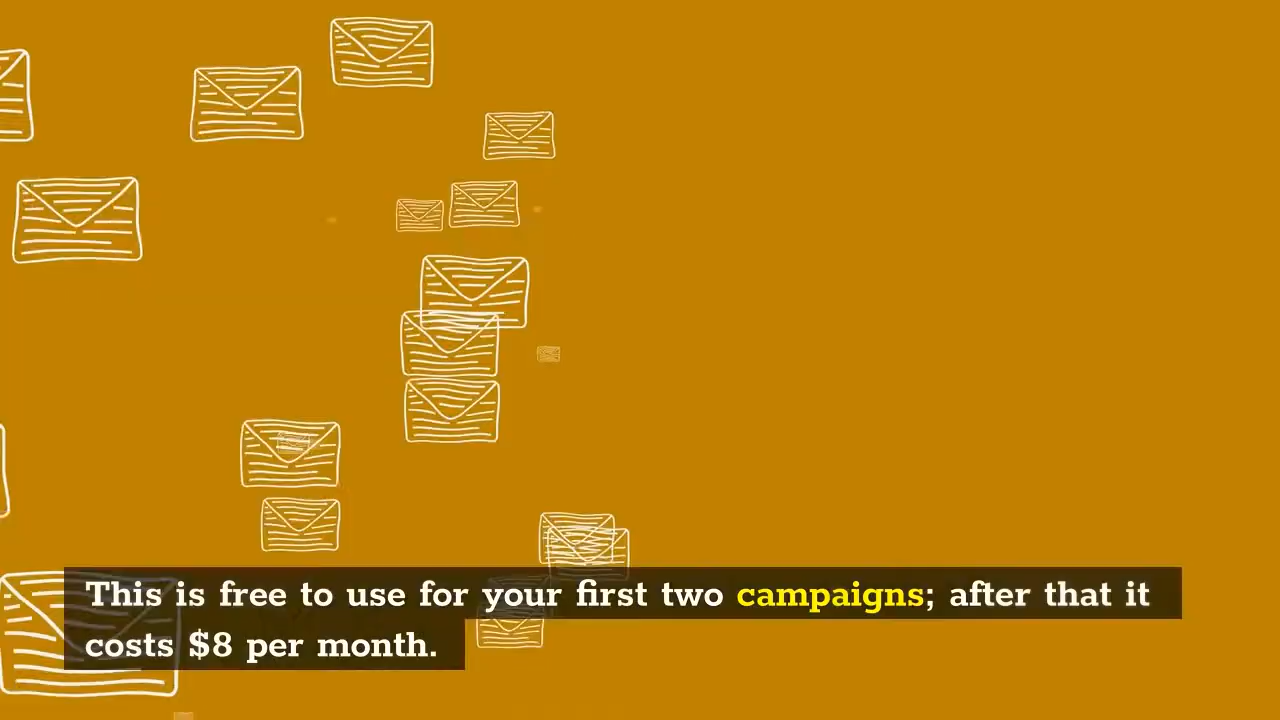 This is free to use for your first two campaigns; after that it
costs $8 per month.